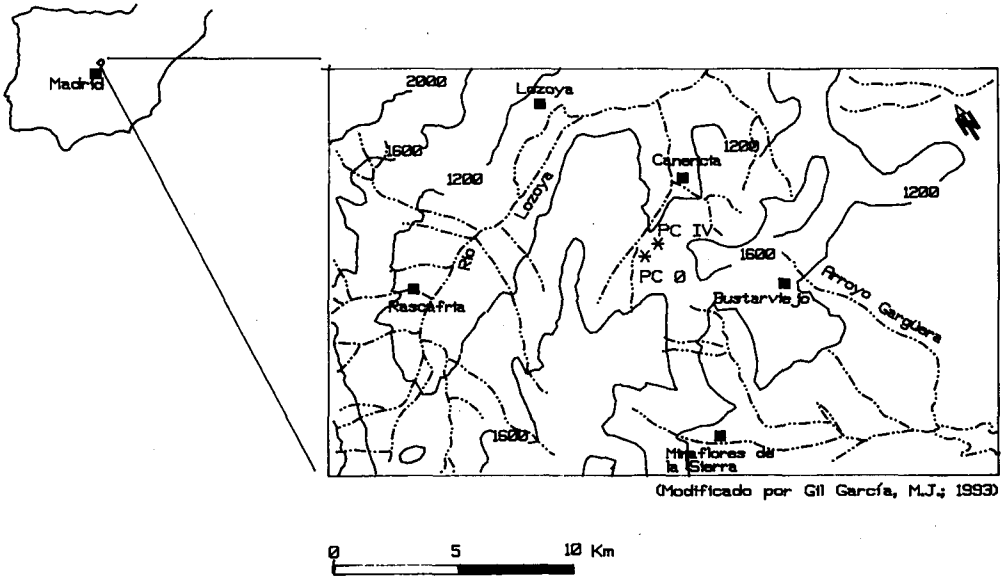 Madrid
2000
Lozoya
1600
Canencia
1200
1200
1200
N
Lozoya
PC IV
Río
1600
PC 0
Arroyo Gargüera
Rascafría
Bustarviejo
1600
Miraflores de
la Sierra
(Modificado por Gil García, M.J.; 1993)
0 5 10 Km